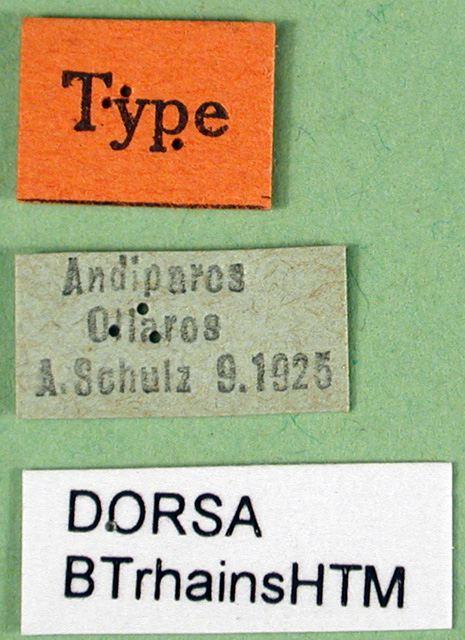 Type
Andiparos
Oliaros
A. Schulz 9.1925
DORSA
BTrhainsHTM